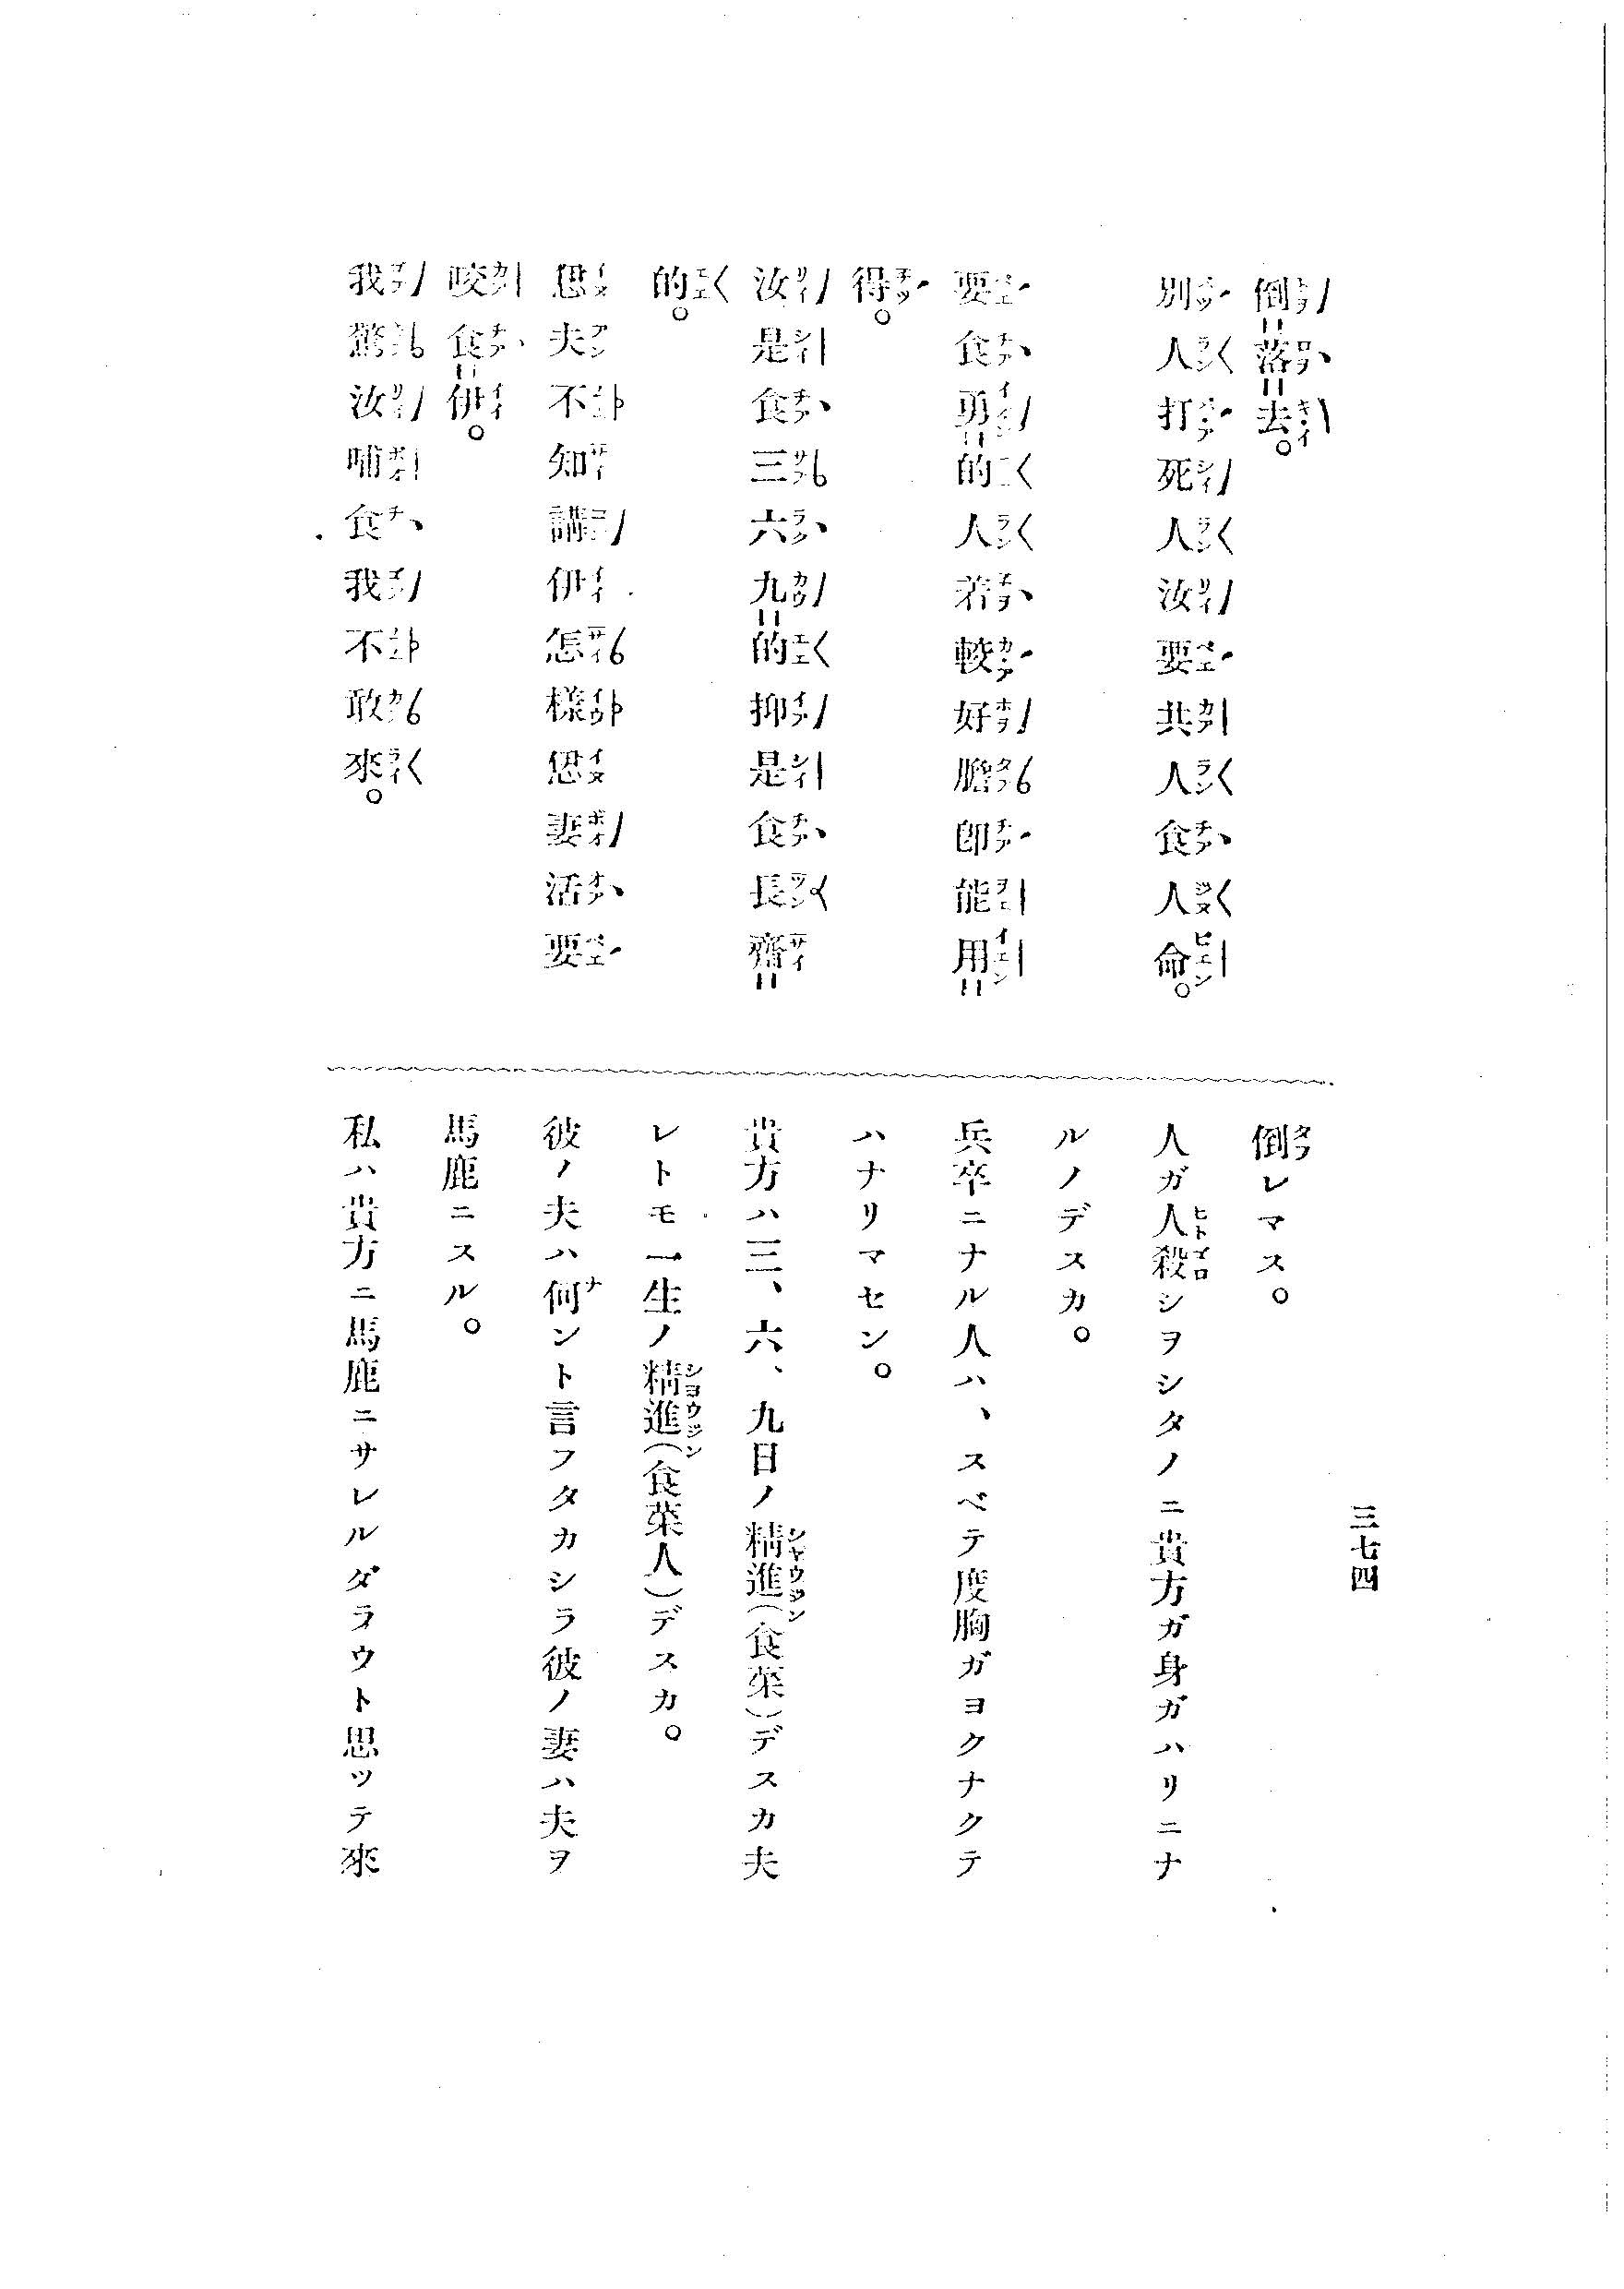 三七四
倒落去。
別人打死人汝要共人食人命。
要食勇的人若較好膽卽能用
得。
汝是食三六九的抑是食長齋
的。
𪜶夫不知講伊怎樣𪜶妻活要
咬食伊。
我驚汝哺食我不敢來。
倒レマス。
人ガ人殺シヲシタノニ貴方ガ身ガハリニナ
ルノデスカ。
兵卒ニナル人ハ、スベテ度胸ガヨクナクテ
ハナリマセン。
貴方ハ三、六、九日ノ精進(食菜)デスカ夫
レトモ一生ノ精進(食菜人)デスカ。
彼ノ夫ハ何ント言フタカシラ彼ノ妻ハ夫ヲ
馬鹿ニスル。
私ハ貴方ニ馬鹿ニサレルダラウト思ツテ來